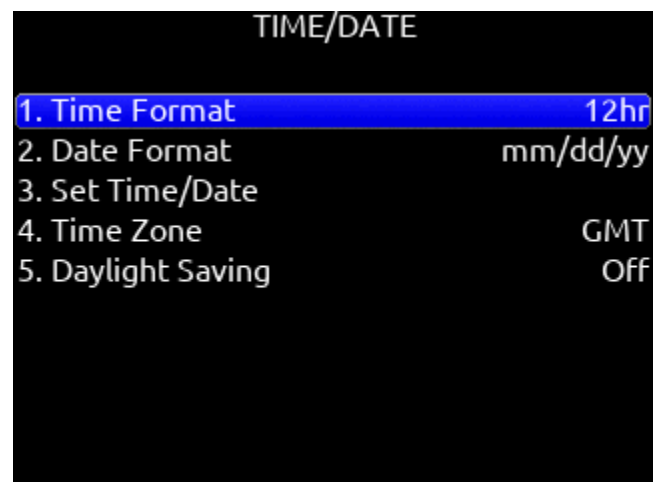 TIME/DATE
1. Time Format 12hr
2. Date Format mm/dd/yy
3. Set Time/Date
4. Time Zone GMT
5. Daylight Saving Off